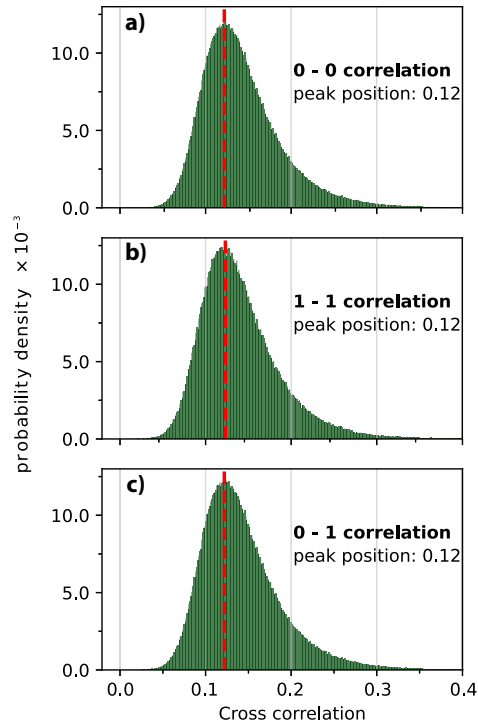 probability density × 10⁻³
a)
12.0
10.0
5.0
0.0
0 - 0 correlation
peak position: 0.12
b)
10.0
5.0
0.0
1 - 1 correlation
peak position: 0.12
c)
10.0
5.0
0.0
0 - 1 correlation
peak position: 0.12
0.0 0.1 0.2 0.3 0.4
Cross correlation